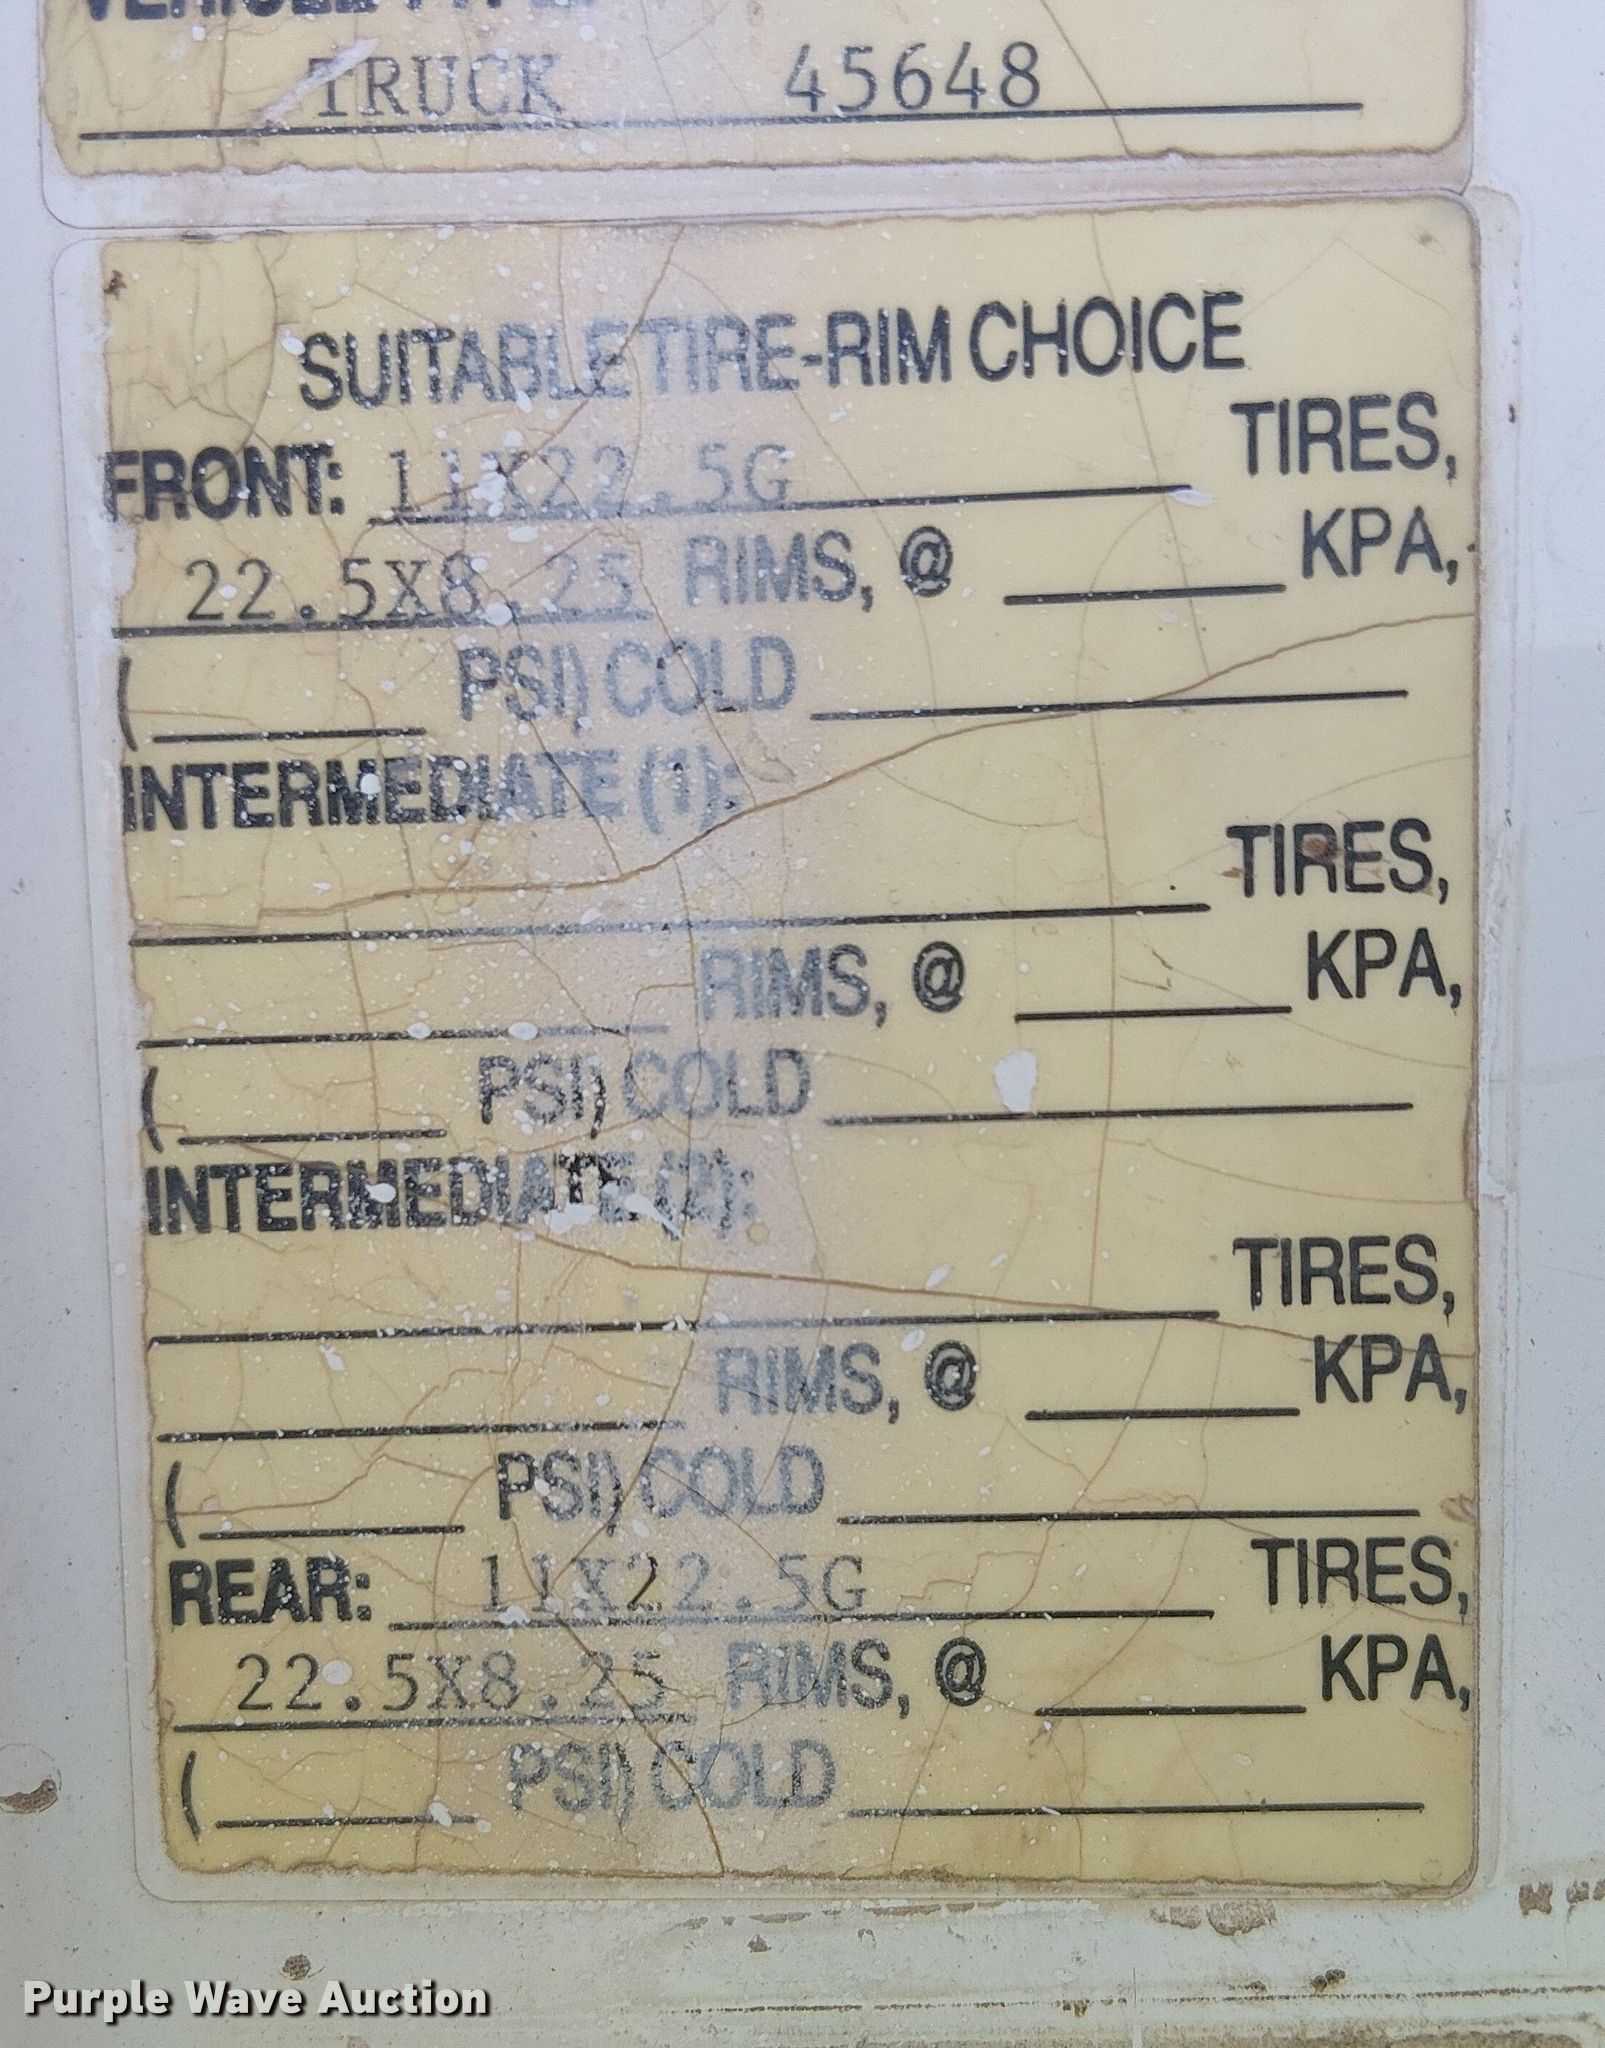 VEHICLE TYPE:
TRUCK 45648
SUITABLE TIRE-RIM CHOICE
FRONT: 11X22.5G TIRES,
22.5X8.25 RIMS, @ KPA,
( PSI) COLD
INTERMEDIATE (1):
TIRES,
RIMS, @ KPA,
( PSI) COLD
INTERMEDIATE (2):
TIRES,
RIMS, @ KPA,
( PSI) COLD
REAR: 11X22.5G TIRES,
22.5X8.25 RIMS, @ KPA,
( PSI) COLD
Purple Wave Auction